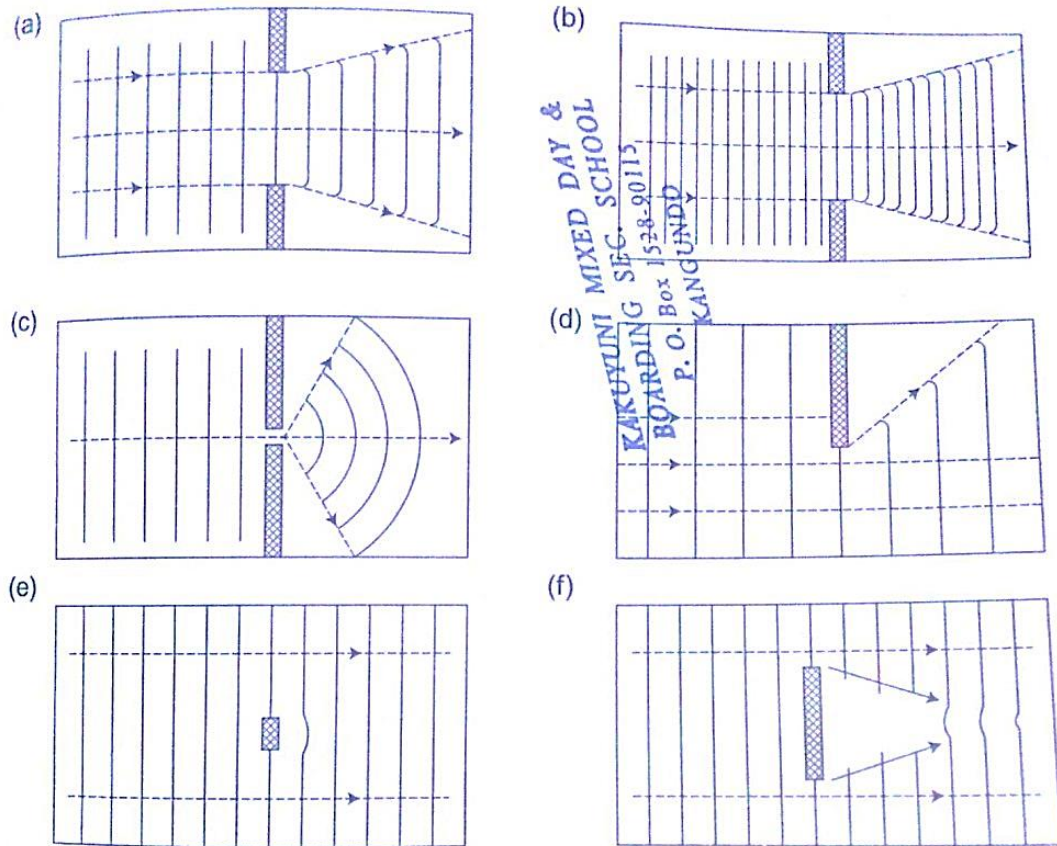 (a)
(b)
KAKUYUNI MIXED DAY &
BOARDING SEC. SCHOOL
P. O. Box 1528-90115,
KANGUNDO
(c)
(d)
(e)
(f)